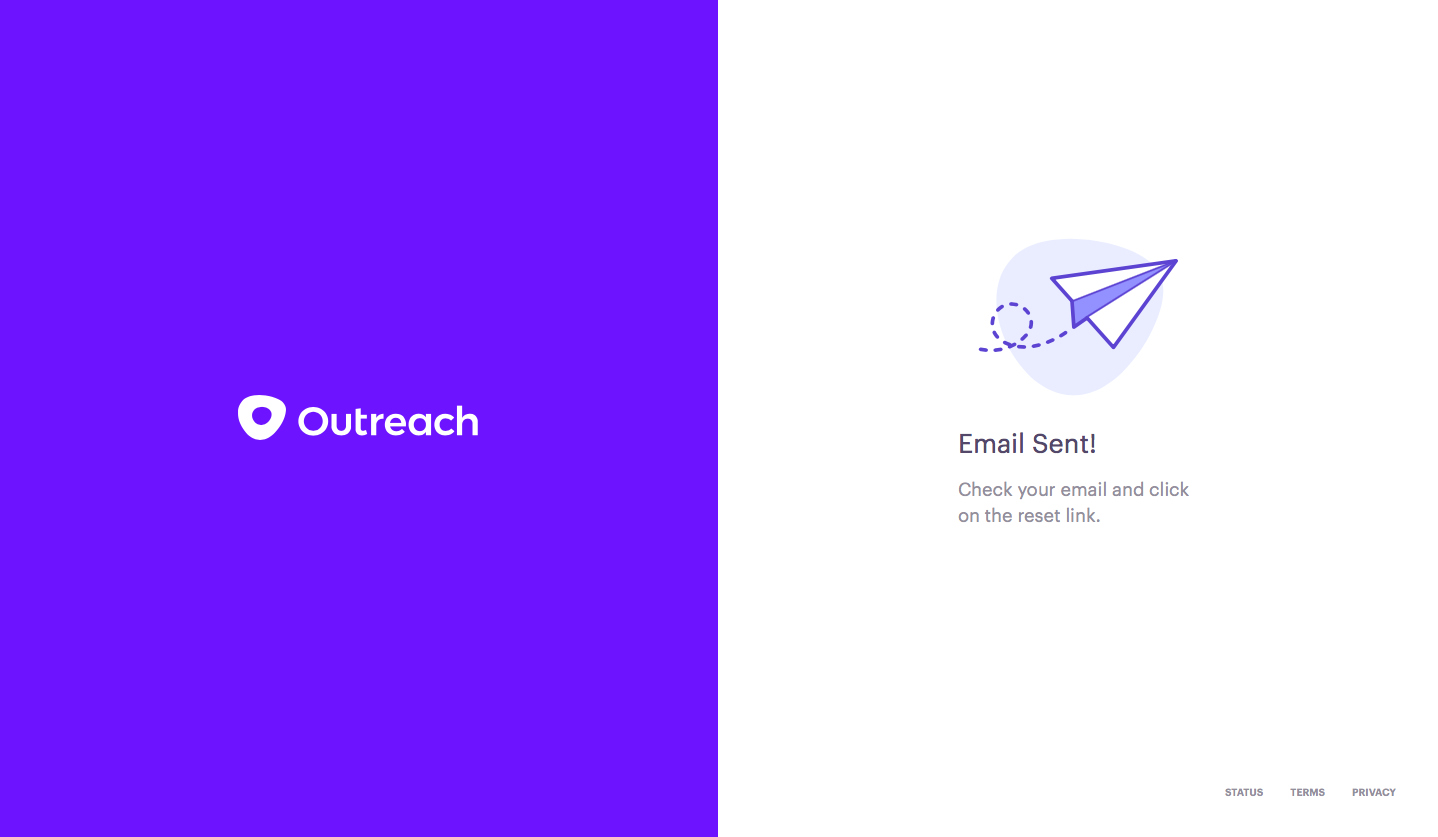 Outreach
Email Sent!
Check your email and click
on the reset link.
STATUS TERMS PRIVACY